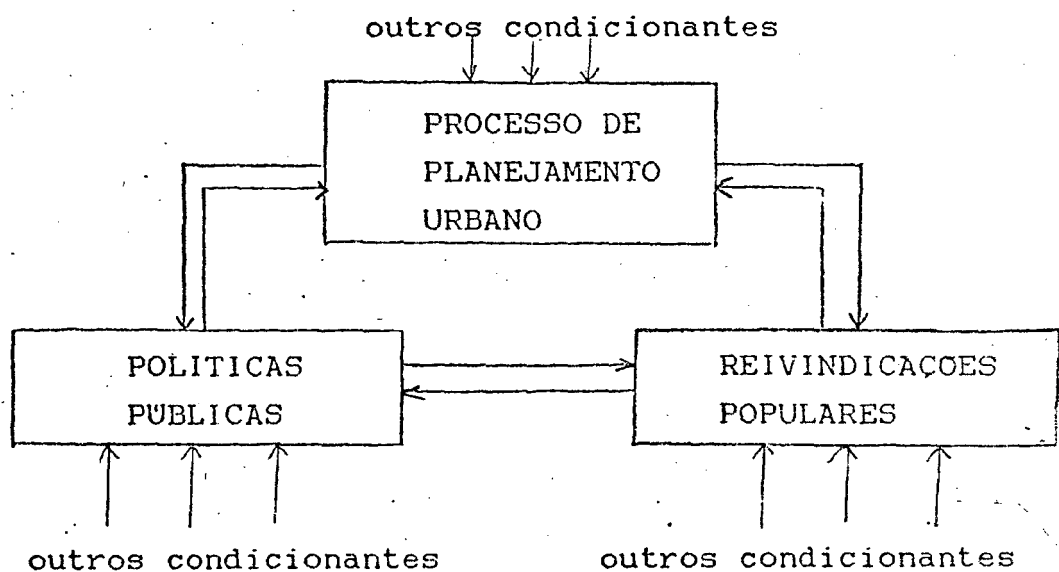 outros condicionantes
PROCESSO DE
PLANEJAMENTO
URBANO
POLITICAS
PÚBLICAS
REIVINDICAÇOES
POPULARES
outros condicionantes
outros condicionantes